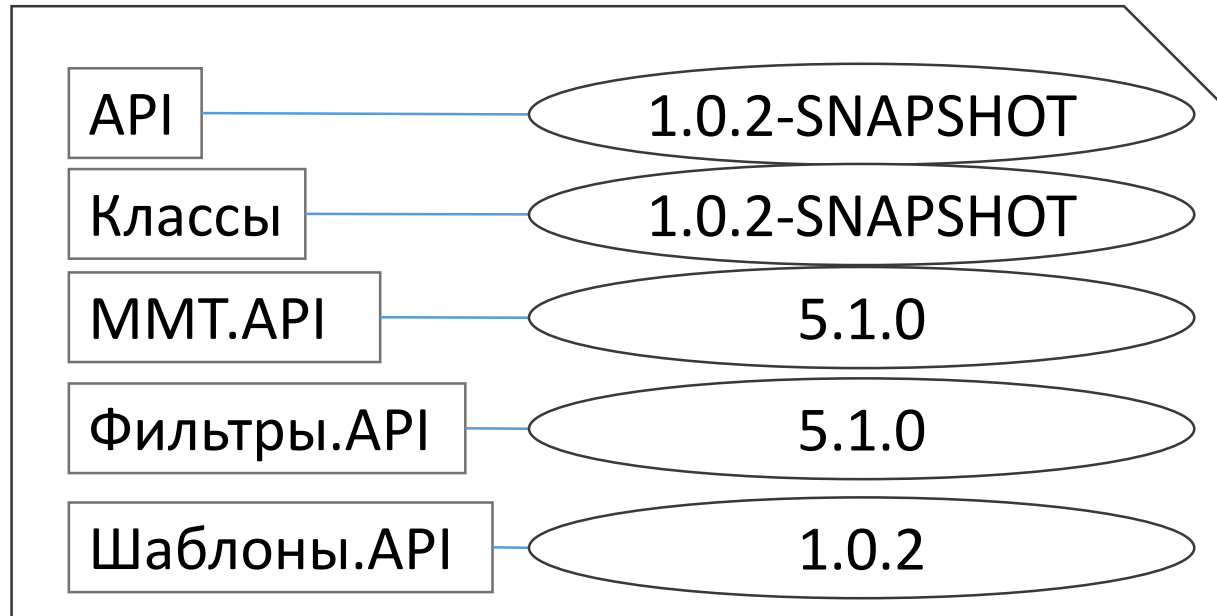 API 1.0.2-SNAPSHOT
Классы 1.0.2-SNAPSHOT
ММТ.API 5.1.0
Фильтры.API 5.1.0
Шаблоны.API 1.0.2